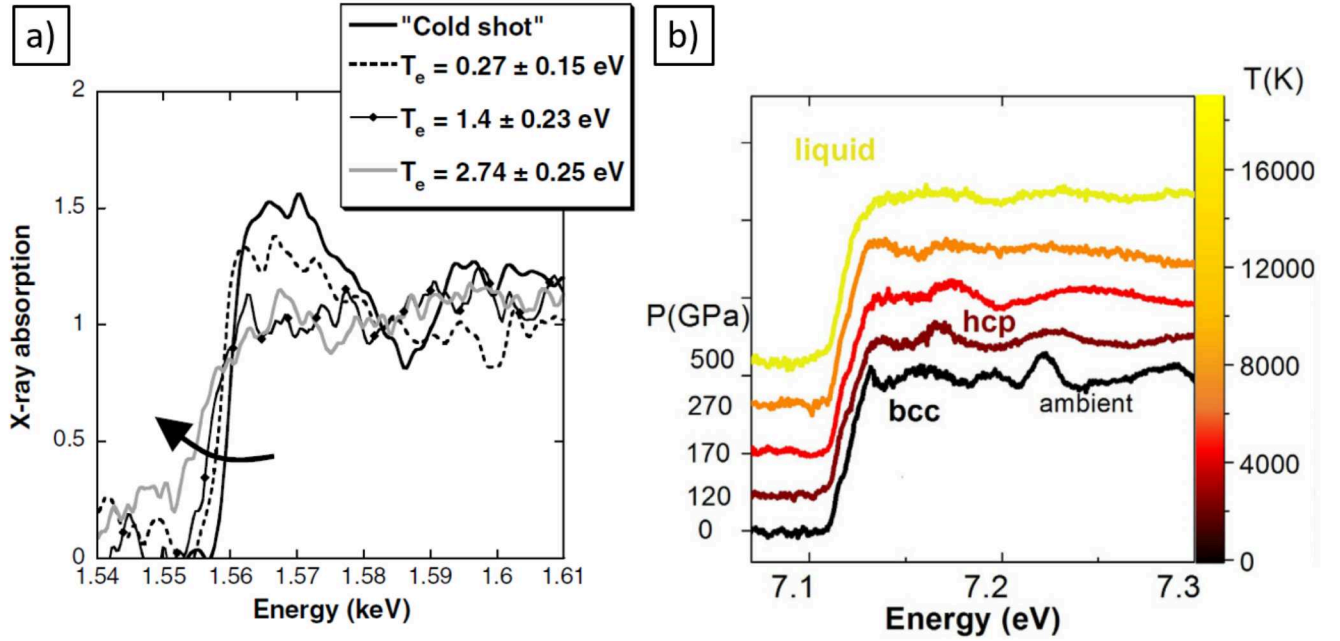 a)
"Cold shot"
Te = 0.27 ± 0.15 eV
Te = 1.4 ± 0.23 eV
Te = 2.74 ± 0.25 eV
X-ray absorption
2
1.5
1
0.5
0
1.54 1.55 1.56 1.57 1.58 1.59 1.6 1.61
Energy (keV)
b)
T(K)
liquid
16000
12000
P(GPa)
hcp
8000
500
bcc
ambient
270
170
4000
120
0
0
7.1 7.2 7.3
Energy (eV)